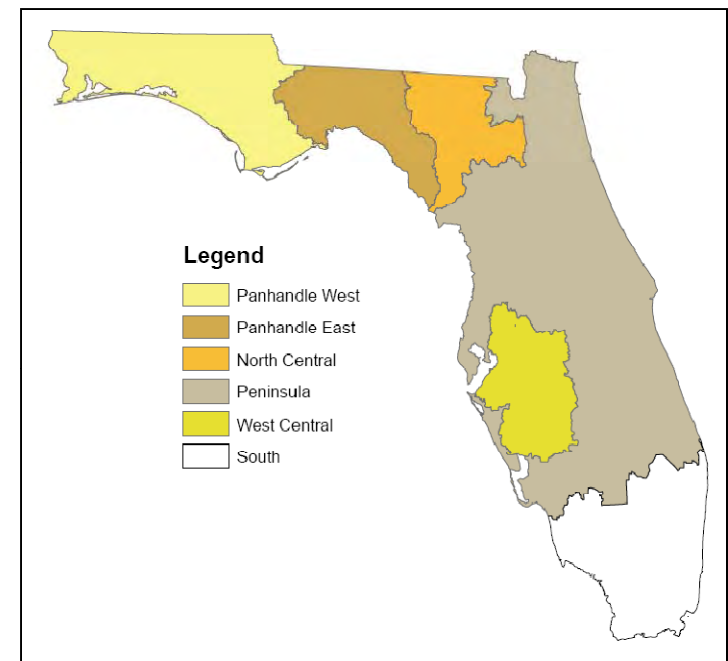 Legend
Panhandle West
Panhandle East
North Central
Peninsula
West Central
South